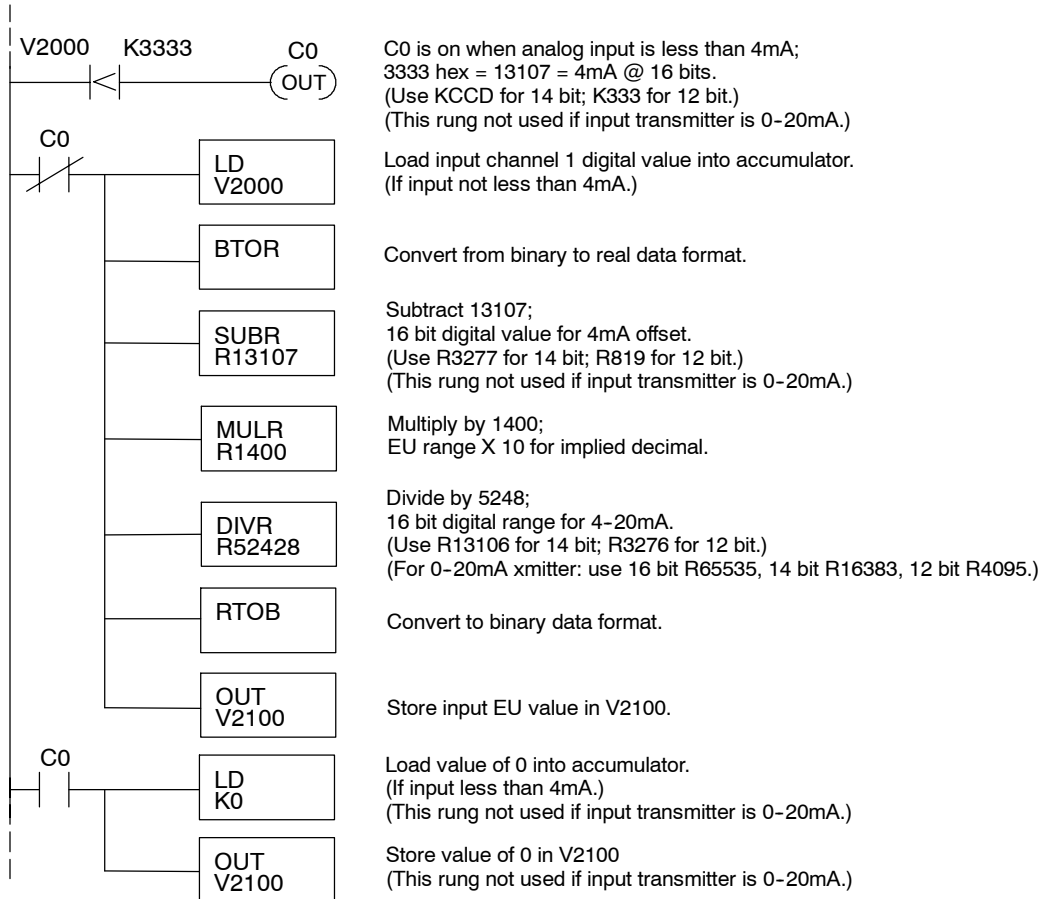 V2000 K3333 C0
OUT
C0 is on when analog input is less than 4mA;
3333 hex = 13107 = 4mA @ 16 bits.
(Use KCCD for 14 bit; K333 for 12 bit.)
(This rung not used if input transmitter is 0-20mA.)
C0
LD
V2000
Load input channel 1 digital value into accumulator.
(If input not less than 4mA.)
BTOR
Convert from binary to real data format.
SUBR
R13107
Subtract 13107;
16 bit digital value for 4mA offset.
(Use R3277 for 14 bit; R819 for 12 bit.)
(This rung not used if input transmitter is 0-20mA.)
MULR
R1400
Multiply by 1400;
EU range X 10 for implied decimal.
DIVR
R52428
Divide by 5248;
16 bit digital range for 4-20mA.
(Use R13106 for 14 bit; R3276 for 12 bit.)
(For 0-20mA xmitter: use 16 bit R65535, 14 bit R16383, 12 bit R4095.)
RTOB
Convert to binary data format.
OUT
V2100
Store input EU value in V2100.
C0
LD
K0
Load value of 0 into accumulator.
(If input less than 4mA.)
(This rung not used if input transmitter is 0-20mA.)
OUT
V2100
Store value of 0 in V2100
(This rung not used if input transmitter is 0-20mA.)